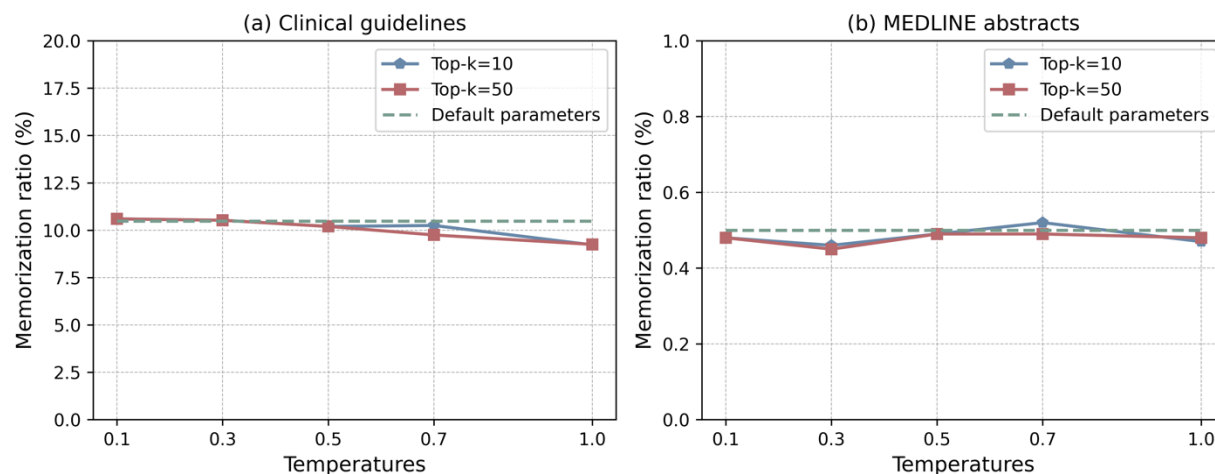 (a) Clinical guidelines
Memorization ratio (%)
20.0
17.5
15.0
12.5
10.0
7.5
5.0
2.5
0.0
Top-k=10
Top-k=50
Default parameters
0.1 0.3 0.5 0.7 1.0
Temperatures
(b) MEDLINE abstracts
Memorization ratio (%)
1.0
0.8
0.6
0.4
0.2
0.0
Top-k=10
Top-k=50
Default parameters
0.1 0.3 0.5 0.7 1.0
Temperatures